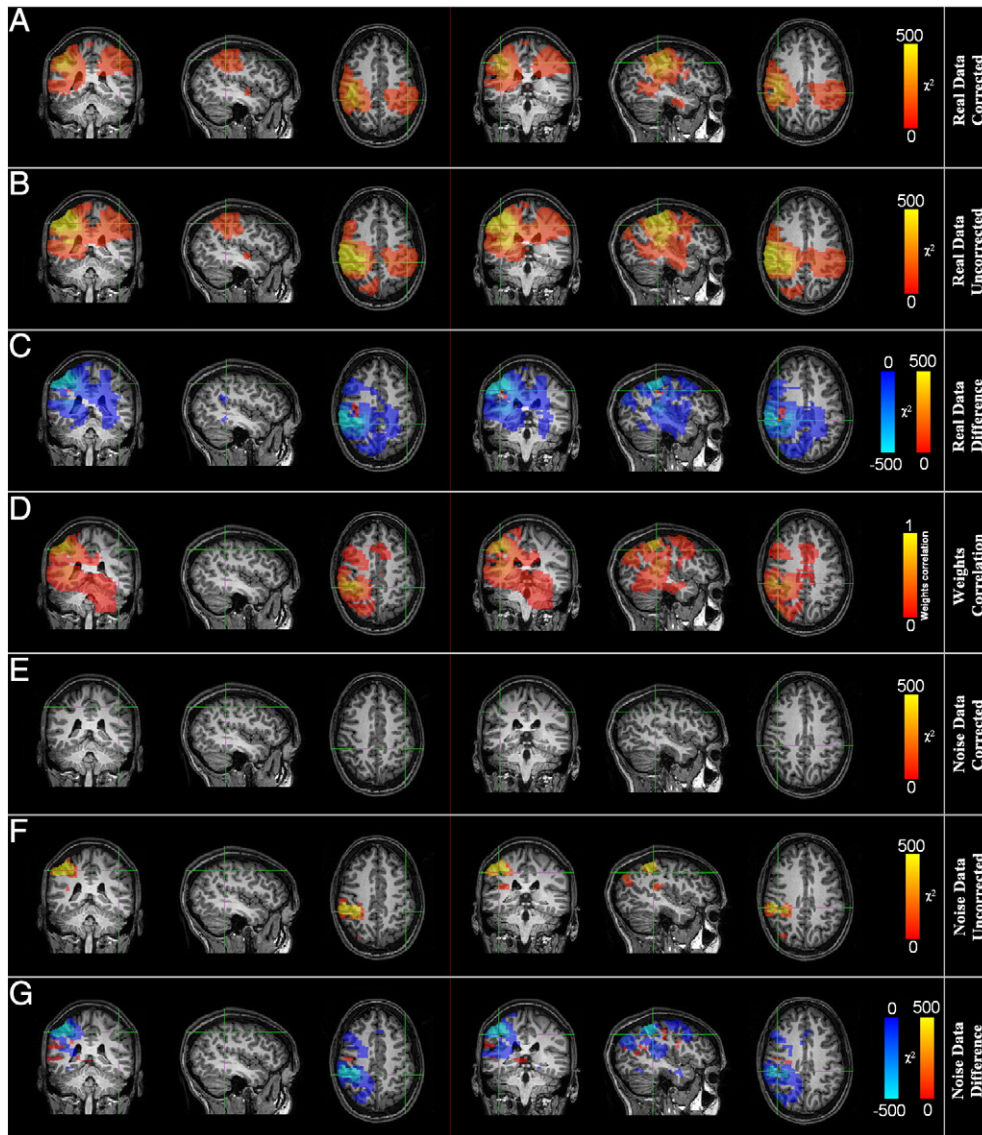 A
500
χ²
0
Real Data
Corrected
B
500
χ²
0
Real Data
Uncorrected
C
0 500
χ²
-500 0
Real Data
Difference
D
1
Weights correlation
0
Weights
Correlation
E
500
χ²
0
Noise Data
Corrected
F
500
χ²
0
Noise Data
Uncorrected
G
0 500
χ²
-500 0
Noise Data
Difference